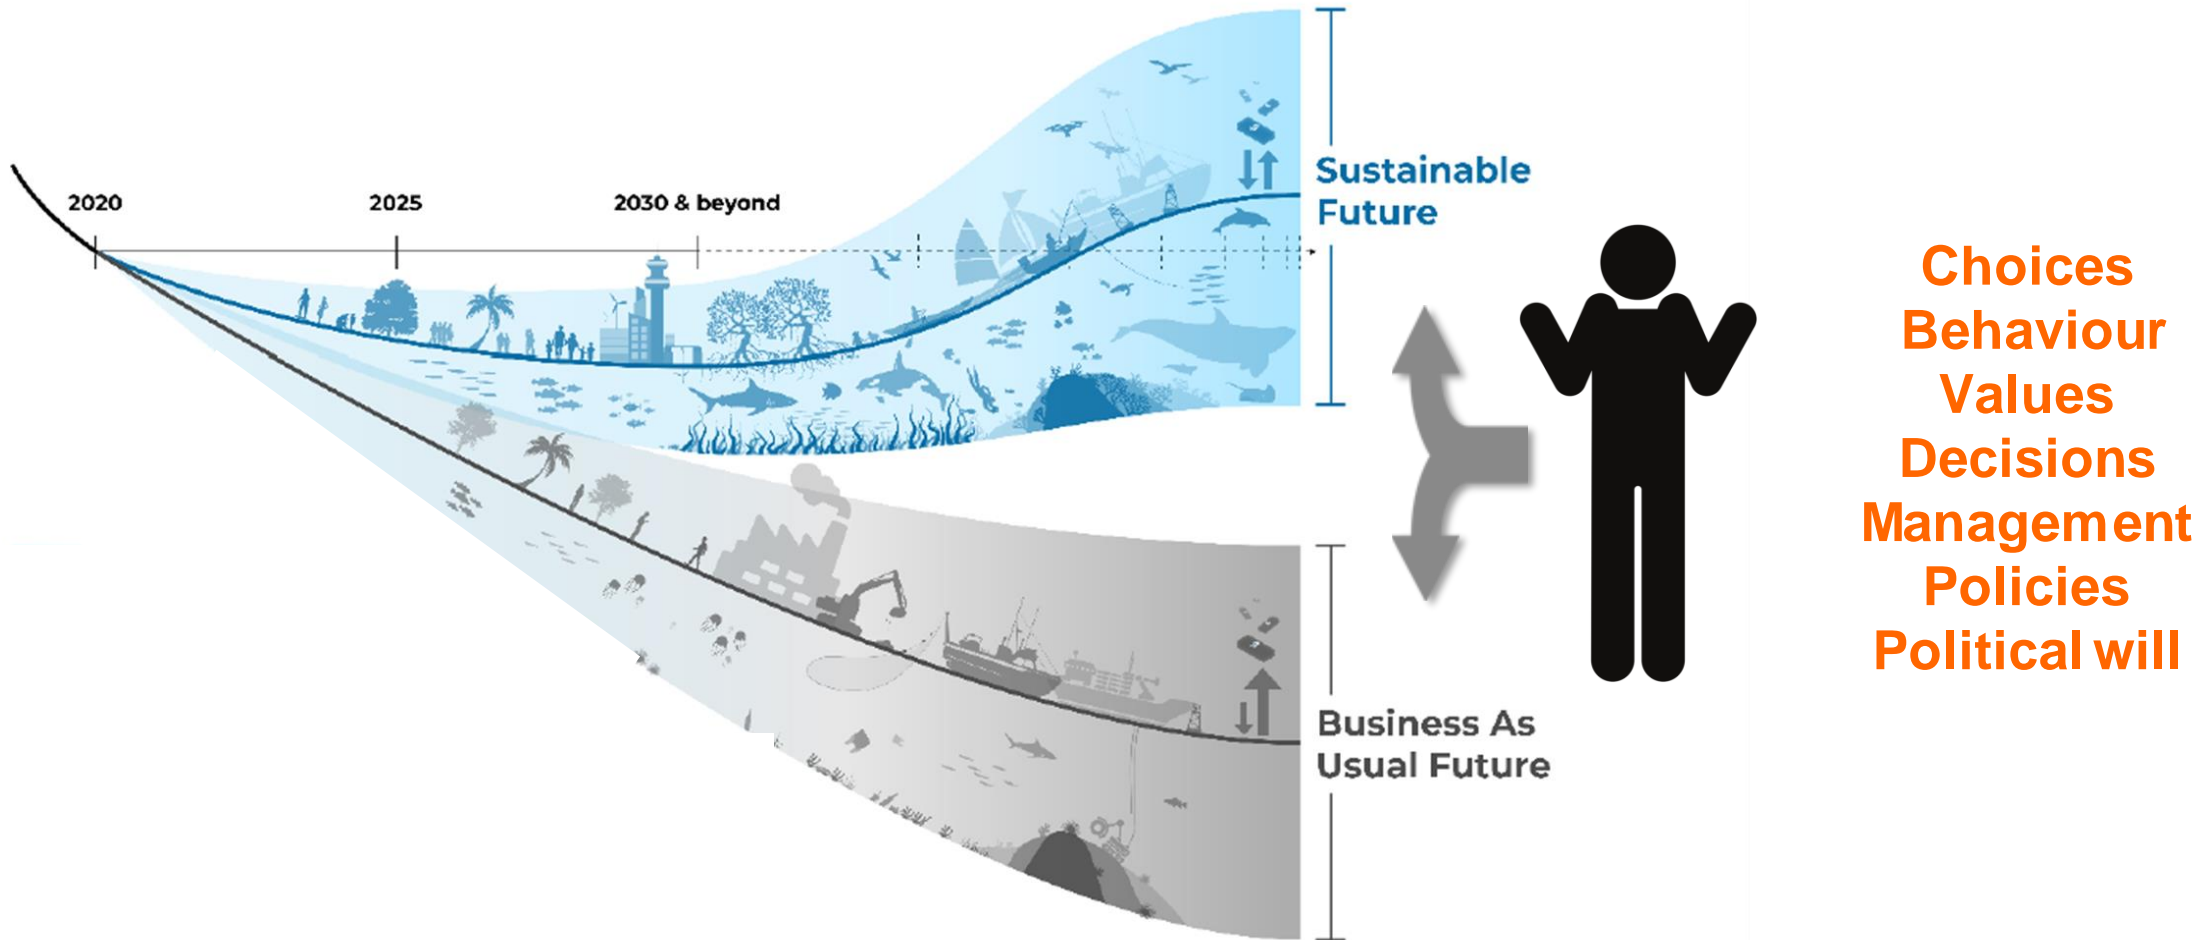 2020
2025
2030 & beyond
Sustainable
Future
Business As
Usual Future
Choices
Behaviour
Values
Decisions
Management
Policies
Political will